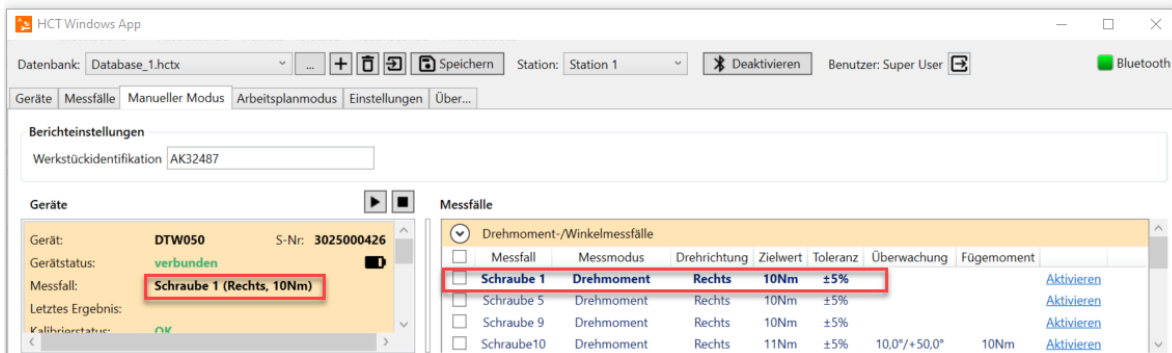 HCT Windows App
Datenbank: Database_1.hctx ... Speichern Station: Station 1 Deaktivieren Benutzer: Super User Bluetooth
Geräte Messfälle Manueller Modus Arbeitsplanmodus Einstellungen Über...
Berichteinstellungen
Werkstückidentifikation AK32487
Geräte
Gerät: DTW050 S-Nr: 3025000426
Gerätstatus: verbunden
Messfall: Schraube 1 (Rechts, 10Nm)
Letztes Ergebnis:
Kalibrierstatus: OK
Messfälle
Drehmoment-/Winkelmessfälle
Messfall Messmodus Drehrichtung Zielwert Toleranz Überwachung Fügemoment
Schraube 1 Drehmoment Rechts 10Nm ±5% Aktivieren
Schraube 5 Drehmoment Rechts 10Nm ±5% Aktivieren
Schraube 9 Drehmoment Rechts 10Nm ±5% Aktivieren
Schraube10 Drehmoment Rechts 11Nm ±5% 10,0°/+50,0° 10Nm Aktivieren